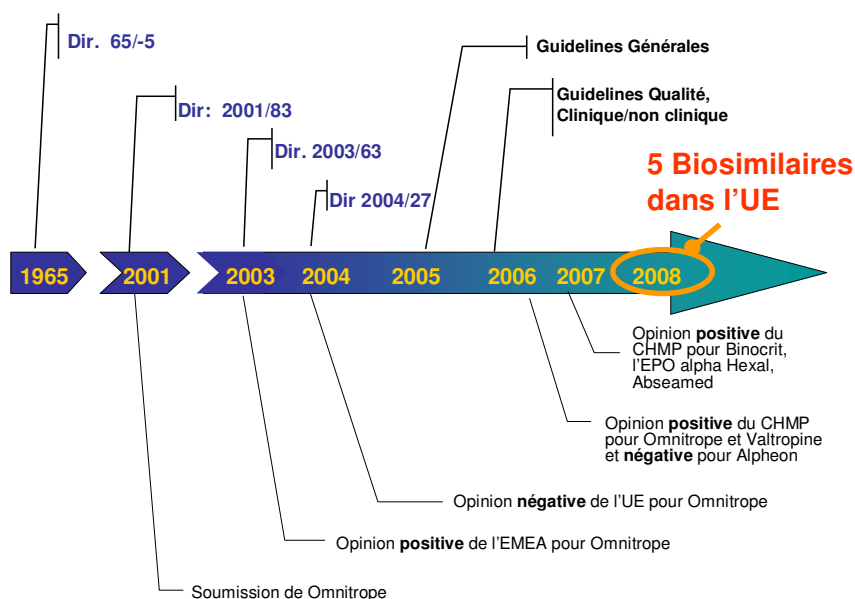 Dir. 65/-5
Guidelines Générales
Dir: 2001/83
Guidelines Qualité,
Clinique/non clinique
Dir. 2003/63
Dir 2004/27
5 Biosimilaires
dans l'UE
1965
2001
2003
2004
2005
2006
2007
2008
Opinion positive du
CHMP pour Binocrit,
l'EPO alpha Hexal,
Abseamed
Opinion positive du CHMP
pour Omnitrope et Valtropine
et négative pour Alpheon
Opinion négative de l'UE pour Omnitrope
Opinion positive de l'EMEA pour Omnitrope
Soumission de Omnitrope